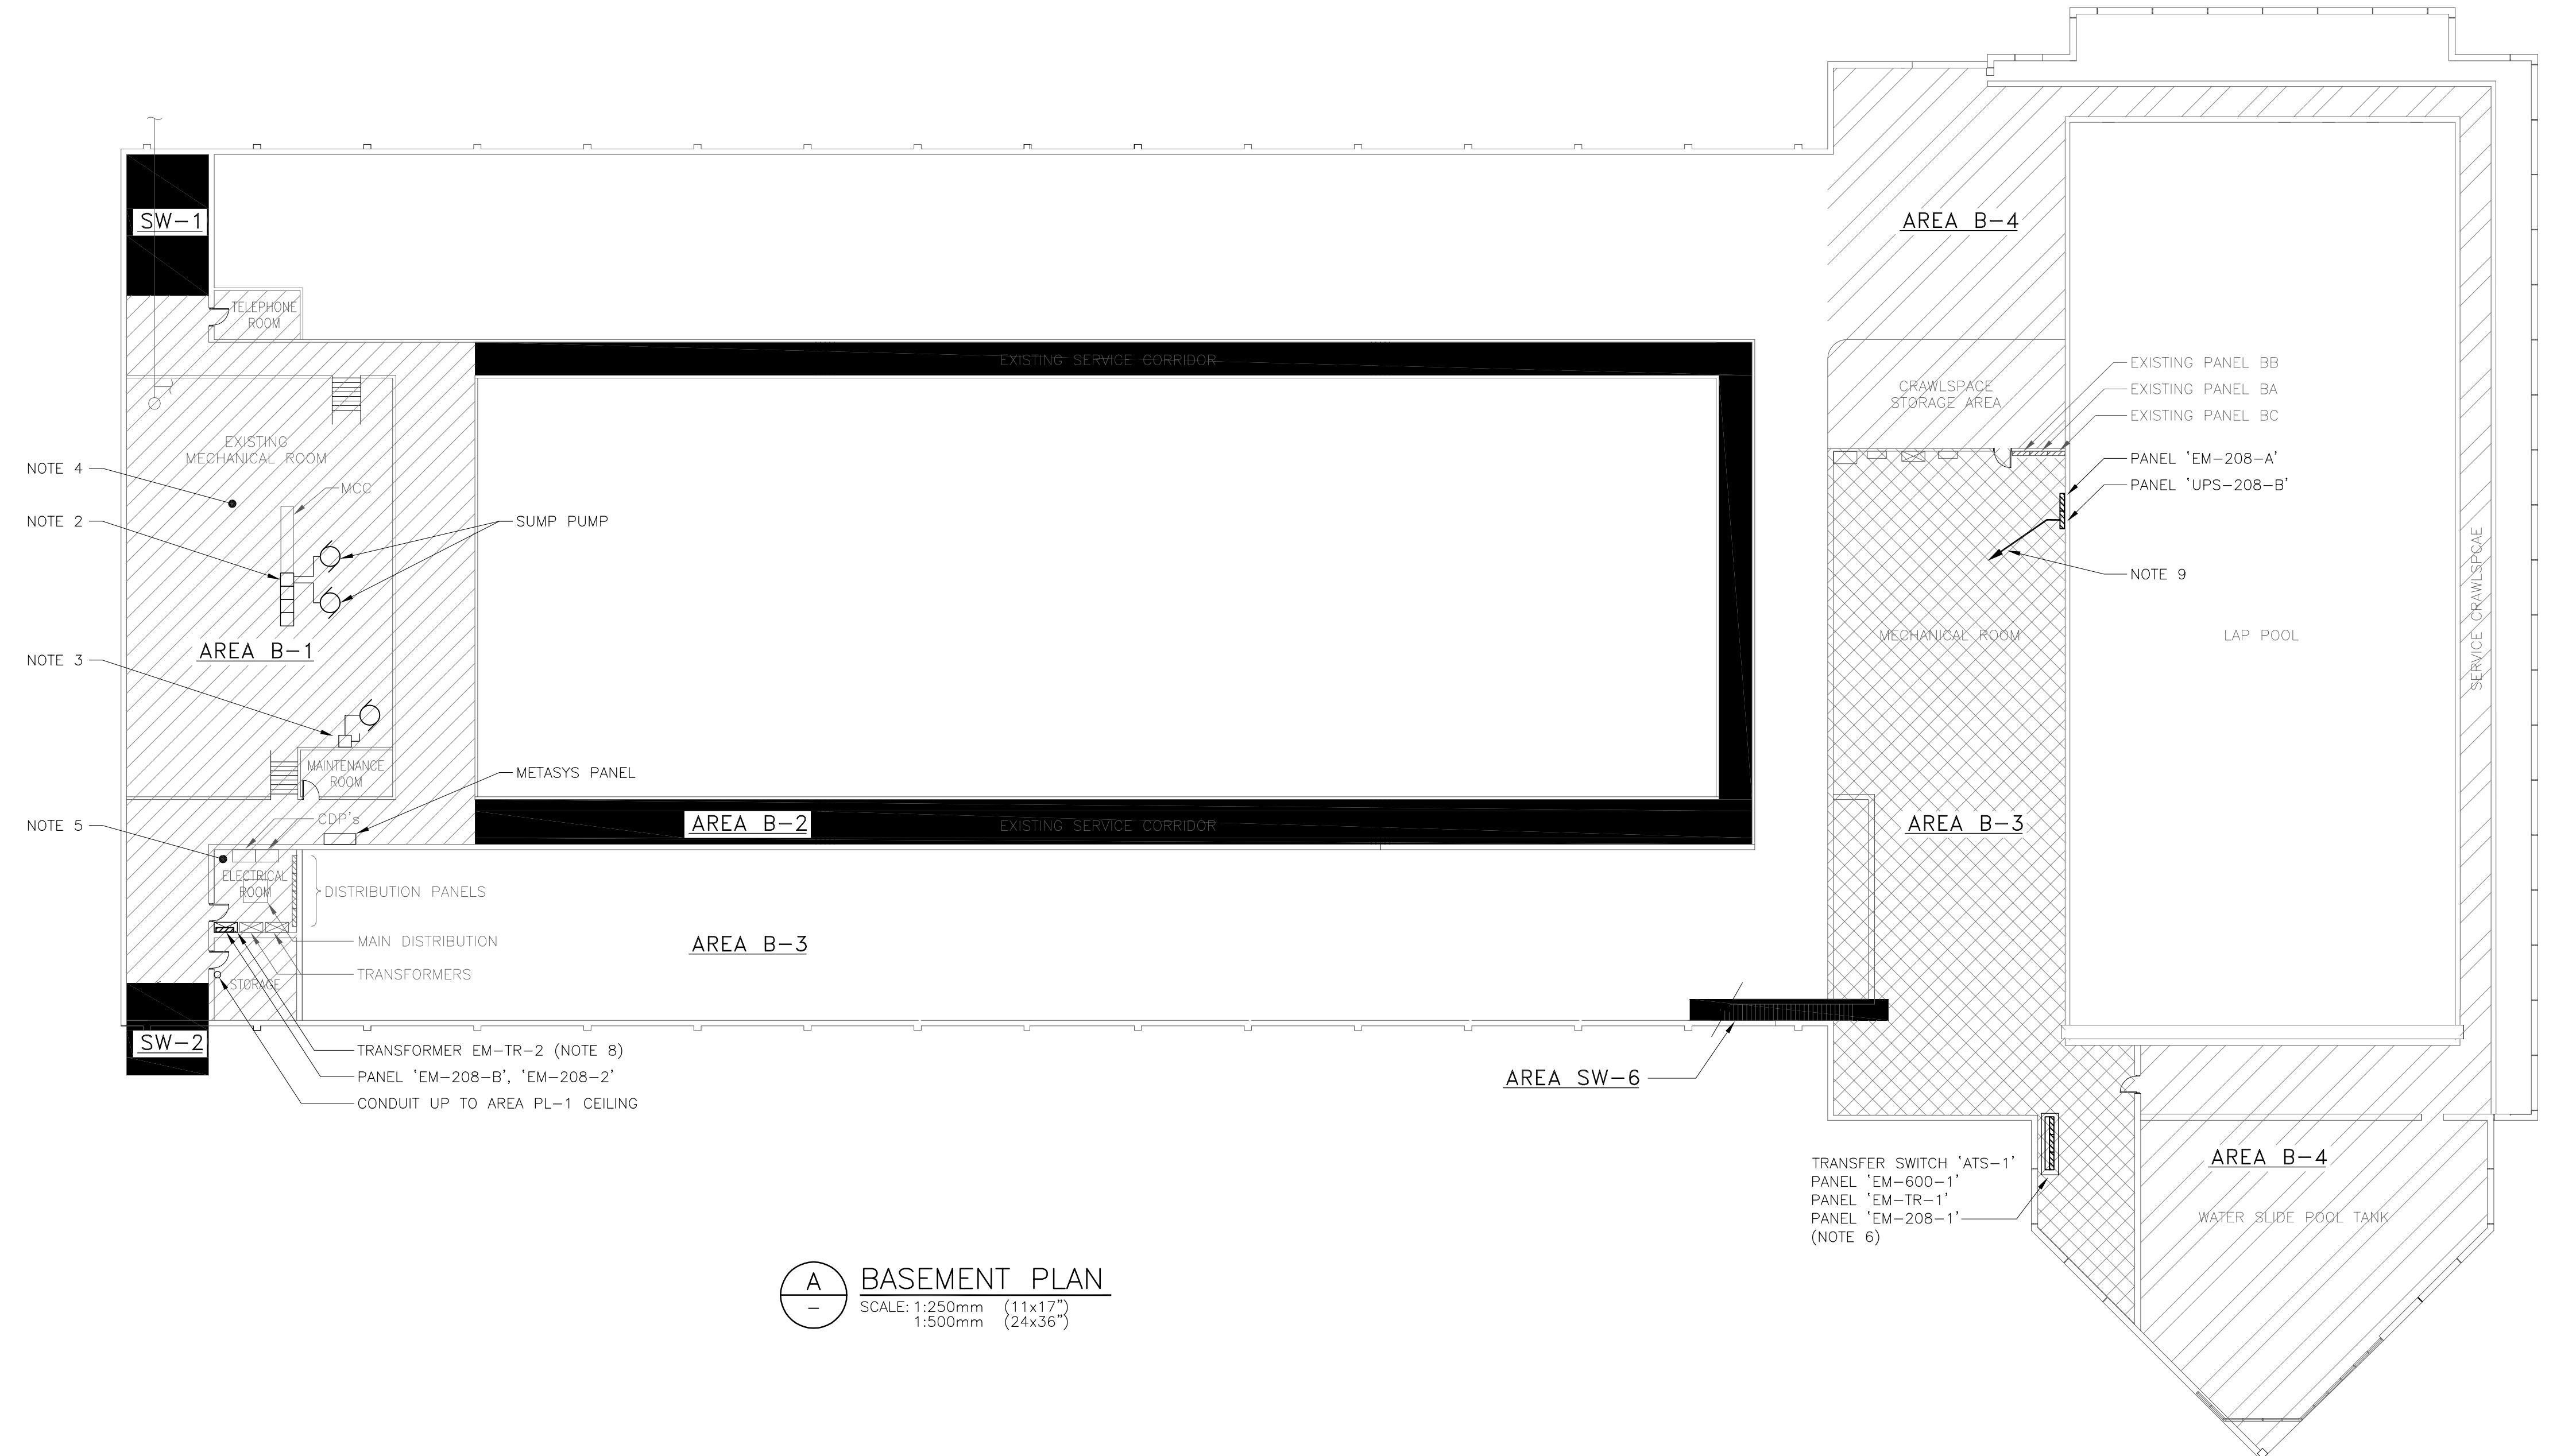 SW-1
TELEPHONE
ROOM
EXISTING SERVICE CORRIDOR
AREA B-4
CRAWLSPACE
STORAGE AREA
EXISTING PANEL BB
EXISTING PANEL BA
EXISTING PANEL BC
PANEL ‘EM-208-A’
PANEL ‘UPS-208-B’
NOTE 9
EXISTING
MECHANICAL ROOM
NOTE 4
MCC
NOTE 2
SUMP PUMP
AREA B-1
NOTE 3
MECHANICAL ROOM
LAP POOL
SERVICE CRAWLSPCAE
MAINTENANCE
ROOM
METASYS PANEL
NOTE 5
CDP's
AREA B-2
EXISTING SERVICE CORRIDOR
AREA B-3
ELECTRICAL
ROOM
DISTRIBUTION PANELS
MAIN DISTRIBUTION
AREA B-3
TRANSFORMERS
STORAGE
SW-2
TRANSFORMER EM-TR-2 (NOTE 8)
PANEL ‘EM-208-B’, ‘EM-208-2’
CONDUIT UP TO AREA PL-1 CEILING
AREA SW-6
TRANSFER SWITCH ‘ATS-1’
PANEL ‘EM-600-1’
PANEL ‘EM-TR-1’
PANEL ‘EM-208-1’
(NOTE 6)
AREA B-4
WATER SLIDE POOL TANK
A
-
BASEMENT PLAN
SCALE: 1:250mm (11x17")
1:500mm (24x36")